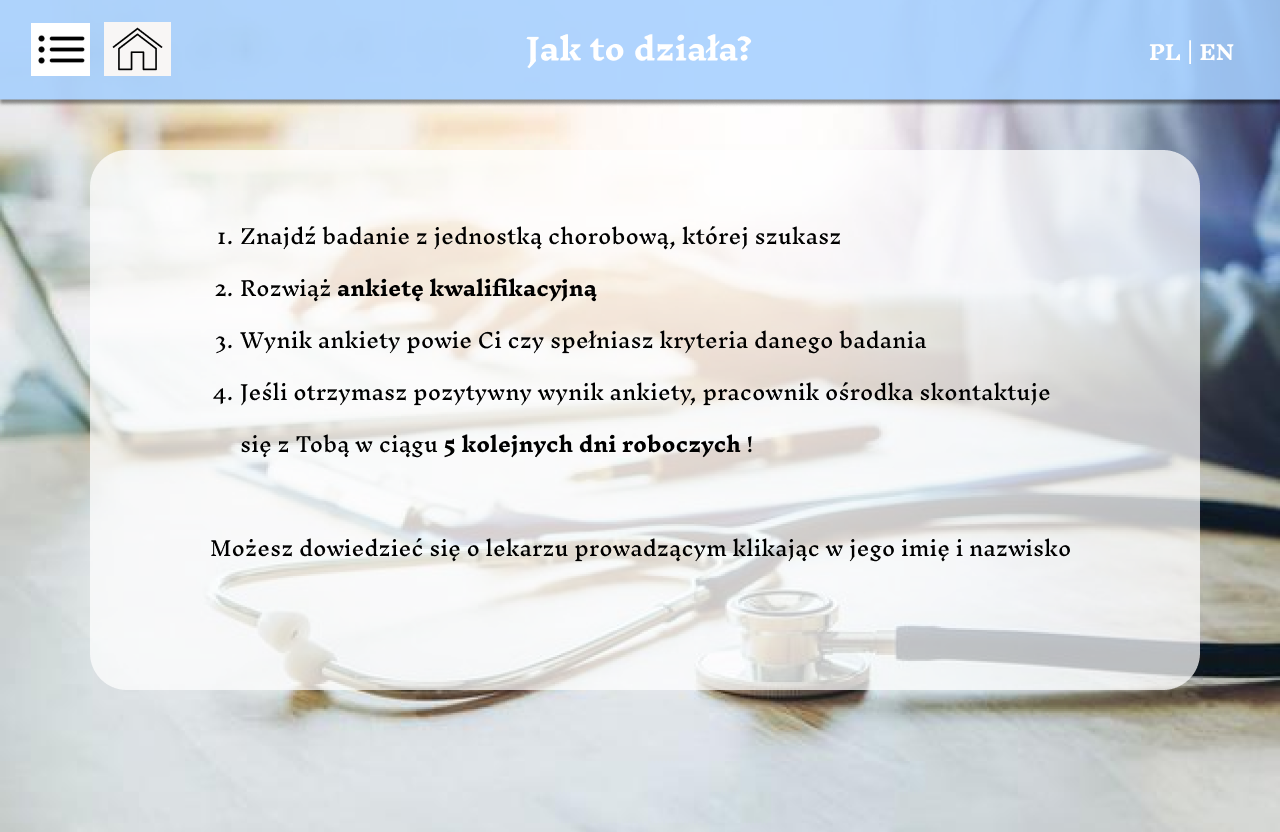 Jak to działa?
PL | EN
1. Znajdź badanie z jednostką chorobową, której szukasz
2. Rozwiąż ankietę kwalifikacyjną
3. Wynik ankiety powie Ci czy spełniasz kryteria danego badania
4. Jeśli otrzymasz pozytywny wynik ankiety, pracownik ośrodka skontaktuje
się z Tobą w ciągu 5 kolejnych dni roboczych !
Możesz dowiedzieć się o lekarzu prowadzącym klikając w jego imię i nazwisko